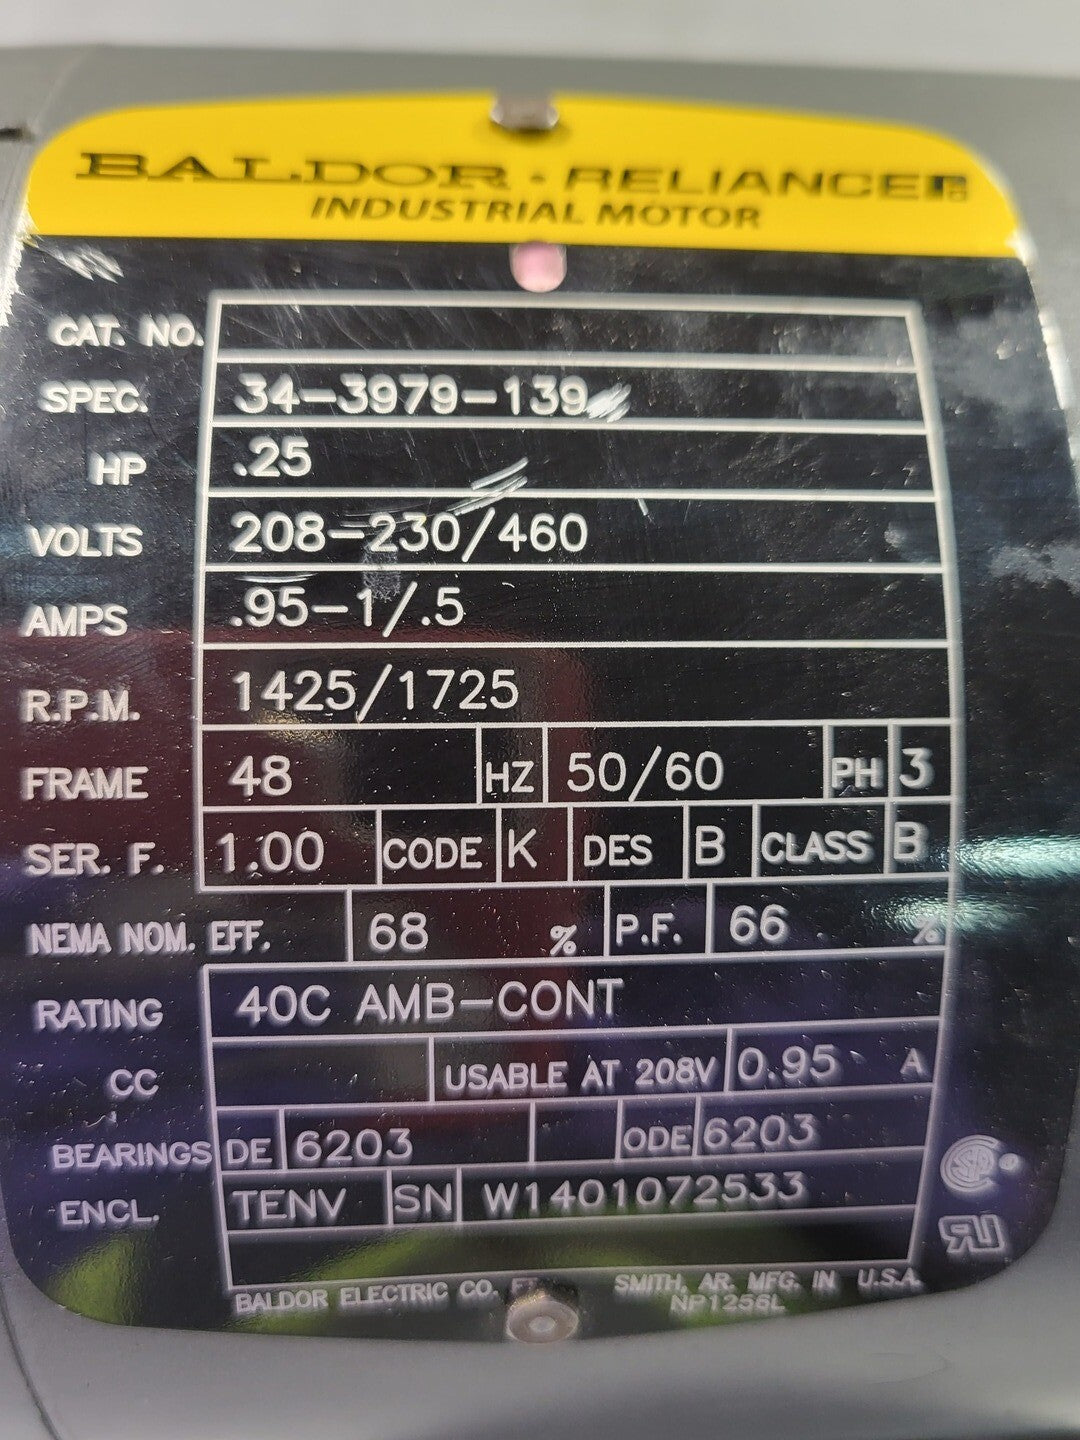 BALDOR • RELIANCE
INDUSTRIAL MOTOR
CAT. NO.
SPEC. 34-3979-139
HP .25
VOLTS 208-230/460
AMPS .95-1/.5
R.P.M. 1425/1725
FRAME 48 HZ 50/60 PH 3
SER. F. 1.00 CODE K DES B CLASS B
NEMA NOM. EFF. 68 % P.F. 66 %
RATING 40C AMB-CONT
CC USABLE AT 208V 0.95 A
BEARINGS DE 6203 ODE 6203
ENCL. TENV SN W1401072533
BALDOR ELECTRIC CO. FT. SMITH, AR. MFG. IN U.S.A.
NP1256L